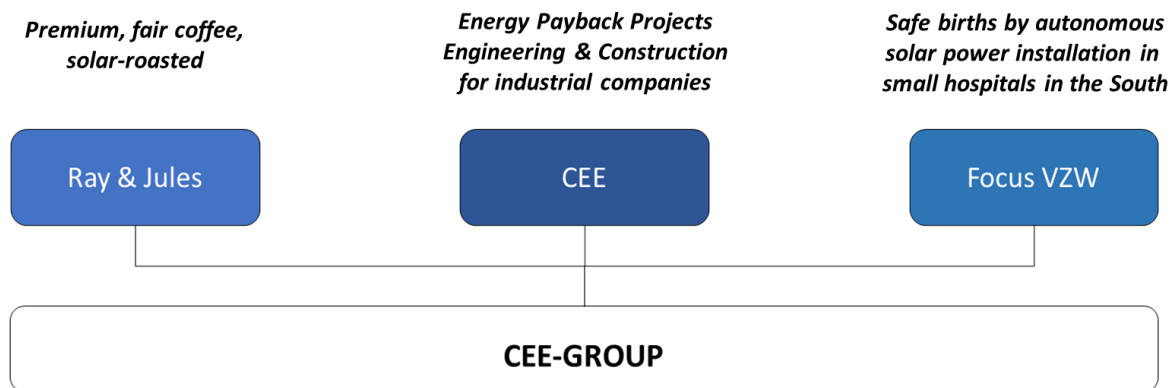 Premium, fair coffee,
solar-roasted
Energy Payback Projects
Engineering & Construction
for industrial companies
Safe births by autonomous
solar power installation in
small hospitals in the South
Ray & Jules
CEE
Focus VZW
CEE-GROUP